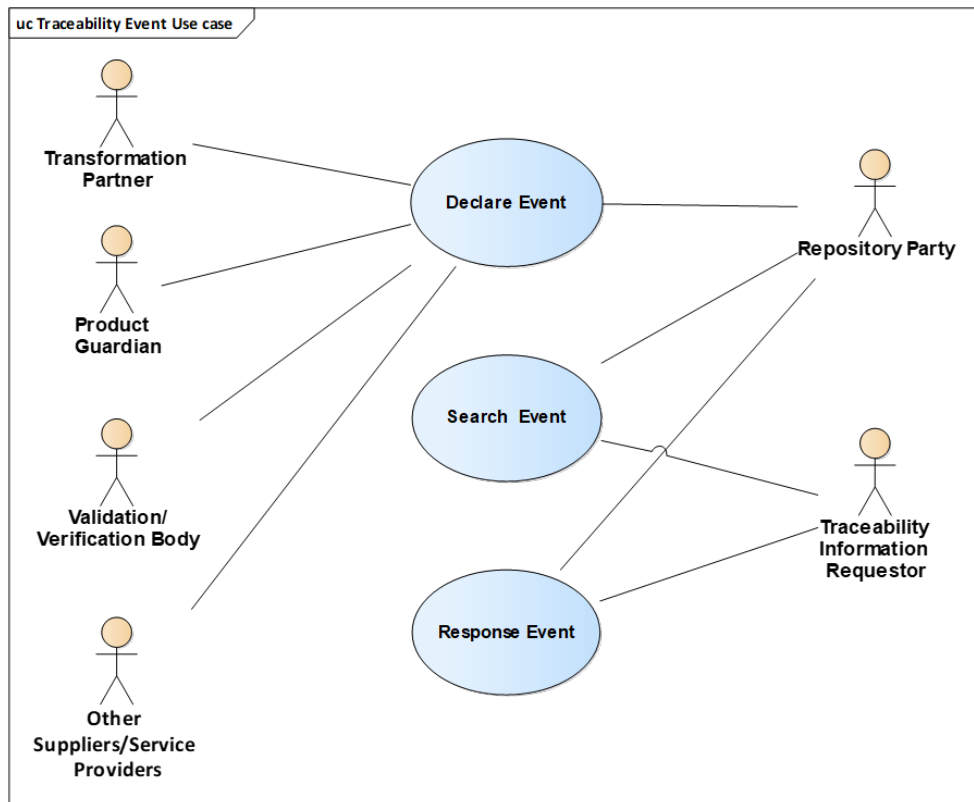 uc Traceability Event Use case
Transformation
Partner
Declare Event
Repository Party
Product
Guardian
Search Event
Validation/
Verification Body
Traceability
Information
Requestor
Response Event
Other
Suppliers/Service
Providers